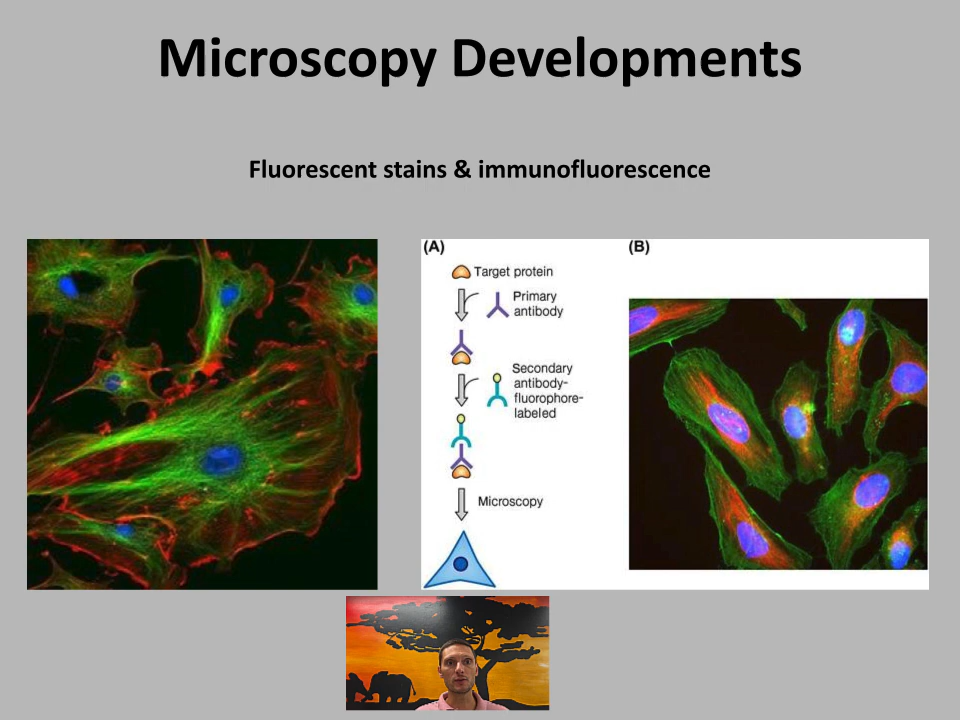 Microscopy Developments
Fluorescent stains & immunofluorescence
(A)
Target protein
Primary
antibody
Secondary
antibody-
fluorophore-
labeled
Microscopy
(B)